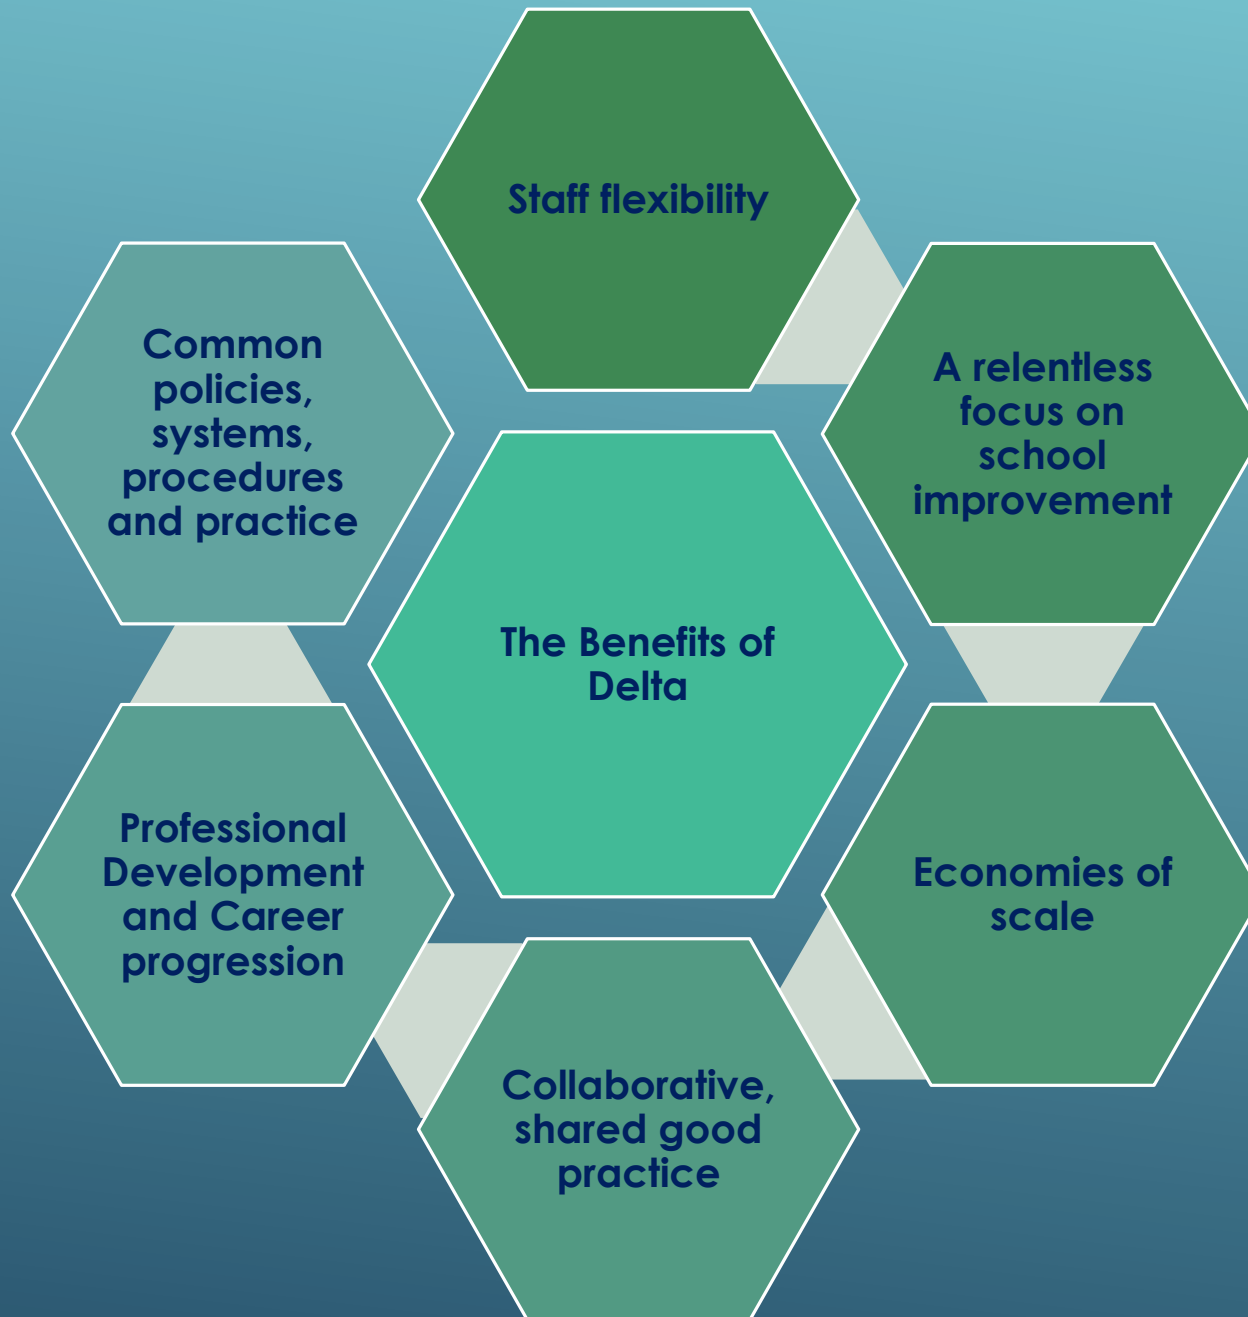 Staff flexibility
A relentless
focus on
school
improvement
Economies of
scale
Collaborative,
shared good
practice
Professional
Development
and Career
progression
Common
policies,
systems,
procedures
and practice
The Benefits of
Delta